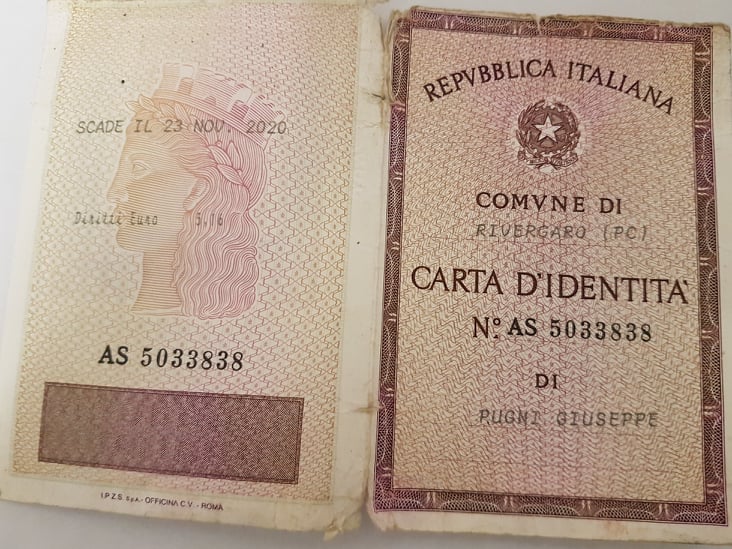 SCADE IL 23 NOV. 2020
Diritti Euro 5.16
AS 5033838
I.P.Z.S. S.p.A. - OFFICINA C.V. - ROMA
REPVBBLICA ITALIANA
COMVNE DI
RIVERGARO (PC)
CARTA D'IDENTITA'
N° AS 5033838
DI
PUGNI GIUSEPPE